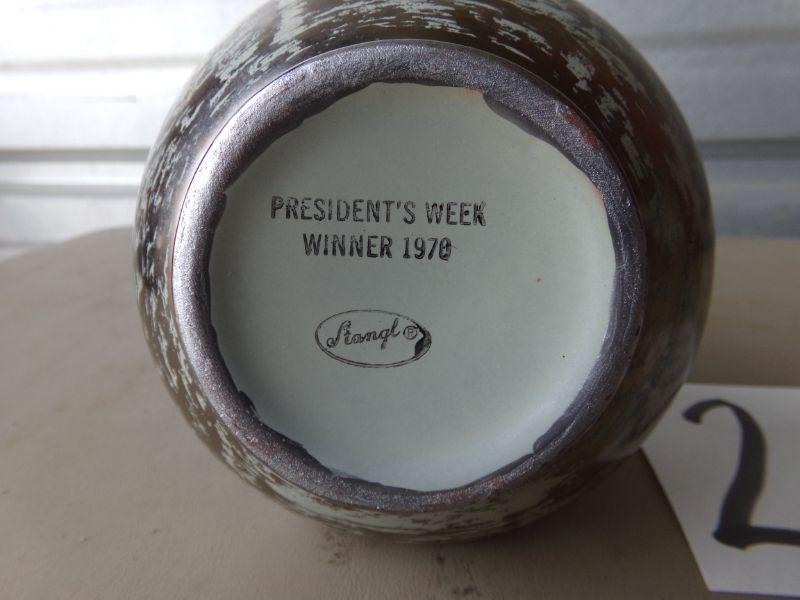 PRESIDENT'S WEEK
WINNER 1970
Stangl ®
2